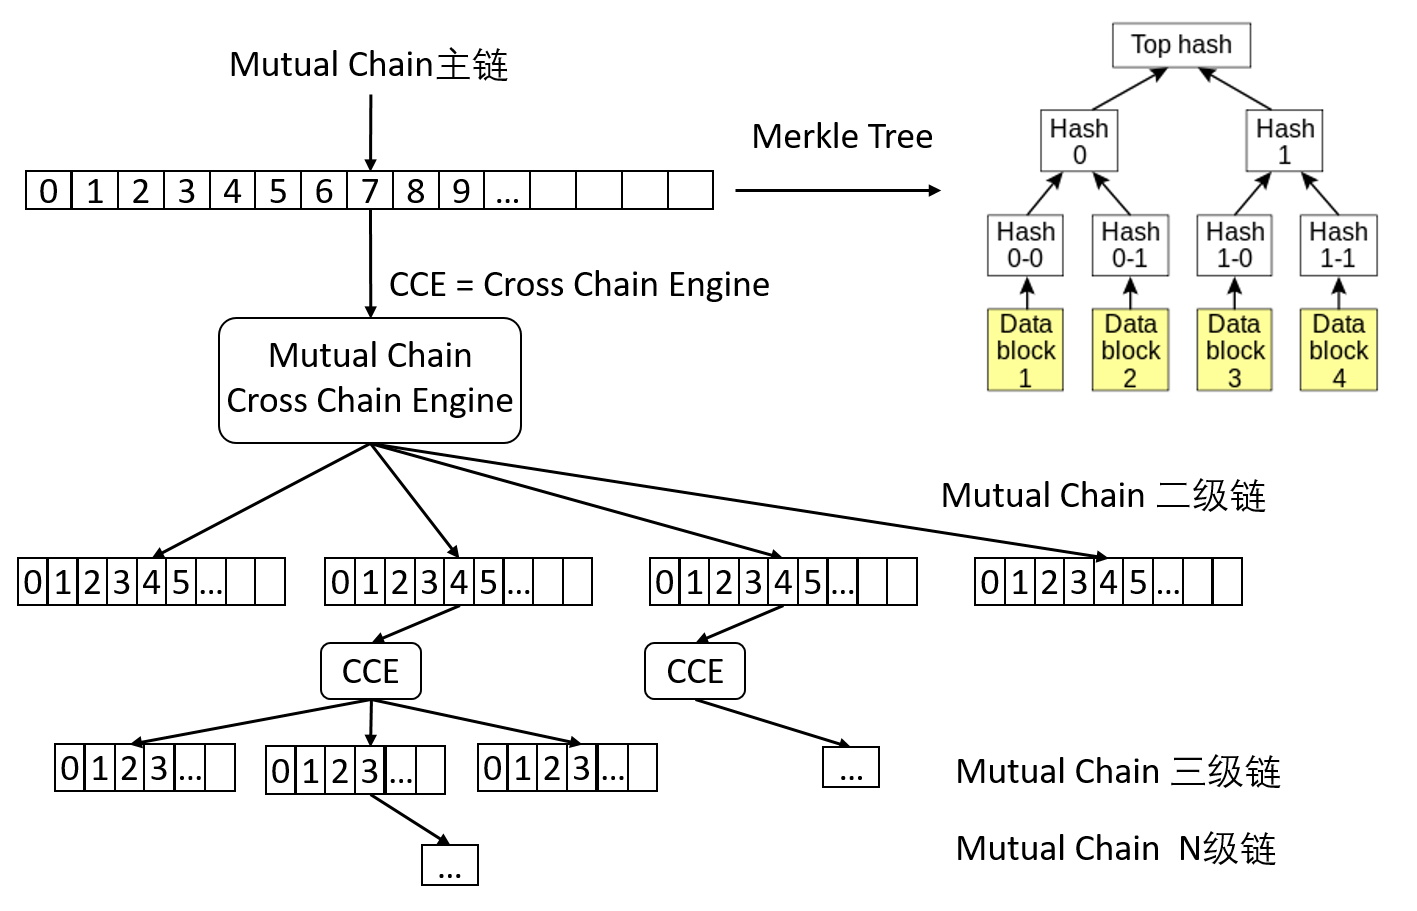 Mutual Chain主链
0 1 2 3 4 5 6 7 8 9 ...
Merkle Tree
Top hash
Hash
0
Hash
1
Hash
0-0
Hash
0-1
Hash
1-0
Hash
1-1
Data
block
1
Data
block
2
Data
block
3
Data
block
4
CCE = Cross Chain Engine
Mutual Chain
Cross Chain Engine
Mutual Chain 二级链
0 1 2 3 4 5 ...
0 1 2 3 4 5 ...
0 1 2 3 4 5 ...
0 1 2 3 4 5 ...
CCE
CCE
0 1 2 3 ...
0 1 2 3 ...
0 1 2 3 ...
...
Mutual Chain 三级链
...
Mutual Chain N级链